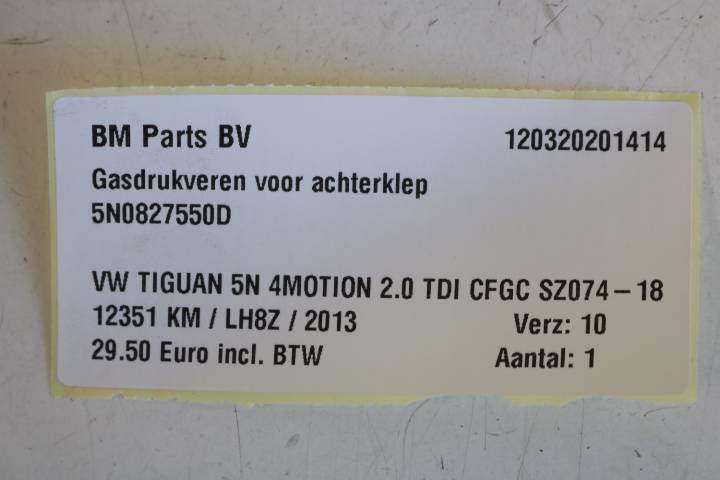 BM Parts BV 120320201414
Gasdrukveren voor achterklep
5N0827550D
VW TIGUAN 5N 4MOTION 2.0 TDI CFGC SZ074-18
12351 KM / LH8Z / 2013 Verz: 10
29.50 Euro incl. BTW Aantal: 1